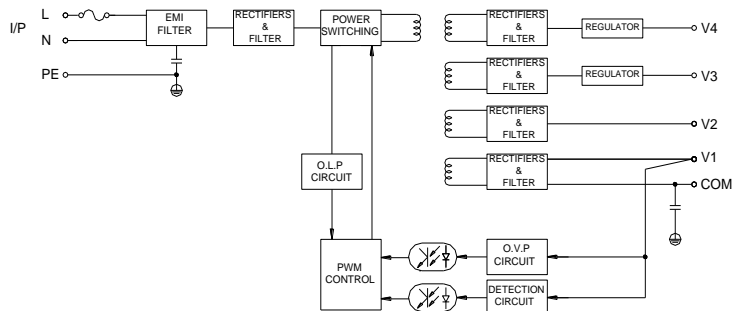 I/P
L
N
PE
EMI
FILTER
RECTIFIERS
&
FILTER
POWER
SWITCHING
RECTIFIERS
&
FILTER
REGULATOR
V4
RECTIFIERS
&
FILTER
REGULATOR
V3
RECTIFIERS
&
FILTER
V2
RECTIFIERS
&
FILTER
V1
COM
O.L.P
CIRCUIT
PWM
CONTROL
O.V.P
CIRCUIT
DETECTION
CIRCUIT